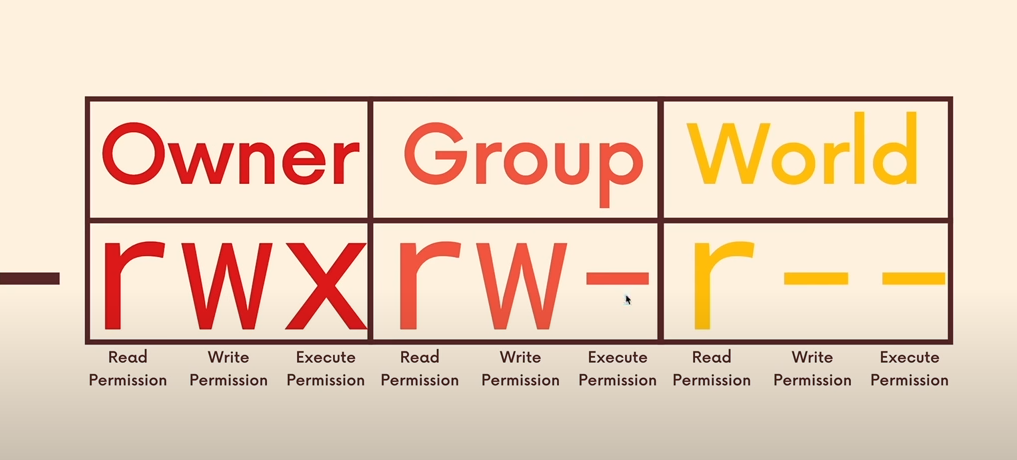 - Owner Group World
rwx rw- r--
Read Write Execute Read Write Execute Read Write Execute
Permission Permission Permission Permission Permission Permission Permission Permission Permission